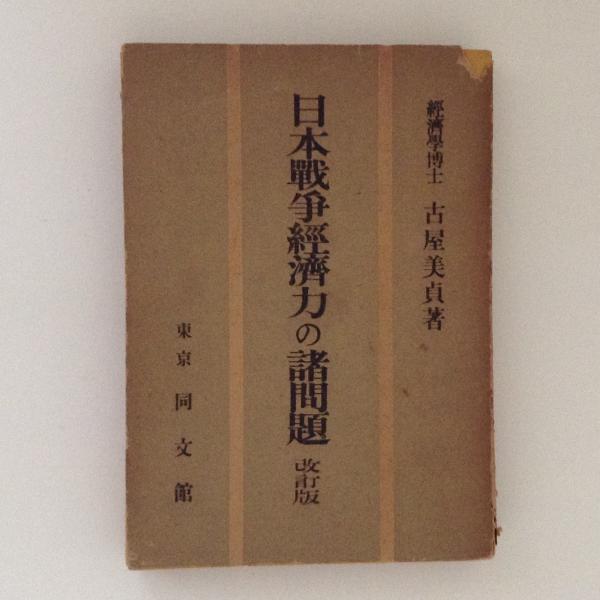 經濟學博士 古屋美貞著
日本戰爭經濟力の諸問題 改訂版
東京 同文館